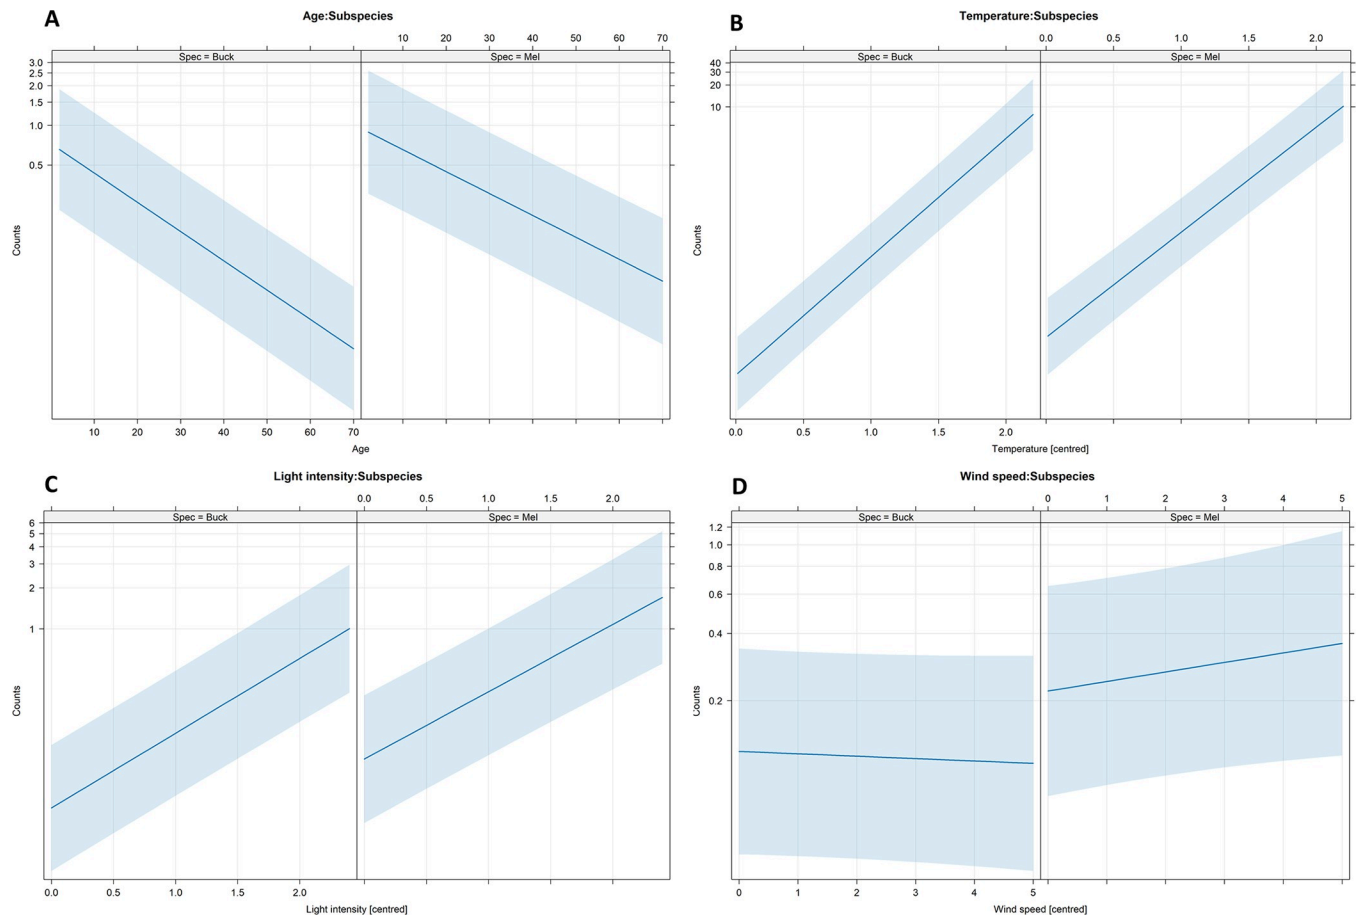 A
Age:Subspecies
10 20 30 40 50 60 70
Spec = Buck
Spec = Mel
3.0
2.5
2.0
1.5
1.0
0.5
Counts
10 20 30 40 50 60 70
Age
B
Temperature:Subspecies
0.0 0.5 1.0 1.5 2.0
Spec = Buck
Spec = Mel
40
30
20
10
Counts
0.0 0.5 1.0 1.5 2.0
Temperature [centred]
C
Light intensity:Subspecies
0.0 0.5 1.0 1.5 2.0
Spec = Buck
Spec = Mel
6
5
4
3
2
1
Counts
0.0 0.5 1.0 1.5 2.0
Light intensity [centred]
D
Wind speed:Subspecies
0 1 2 3 4 5
Spec = Buck
Spec = Mel
1.2
1.0
0.8
0.6
0.4
0.2
Counts
0 1 2 3 4 5
Wind speed [centred]